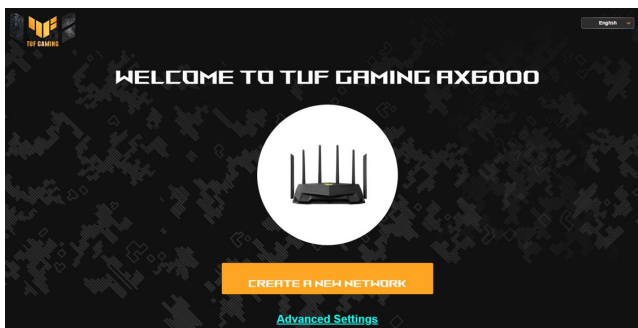 TUF GAMING
English
WELCOME TO TUF GAMING AX6000
CREATE A NEW NETWORK
Advanced Settings